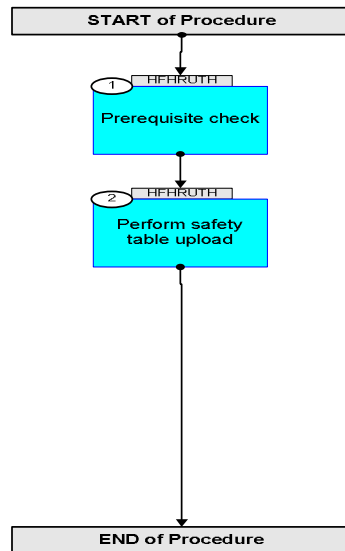 START of Procedure
HFHRUTH
1
Prerequisite check
HFHRUTH
2
Perform safety
table upload
END of Procedure